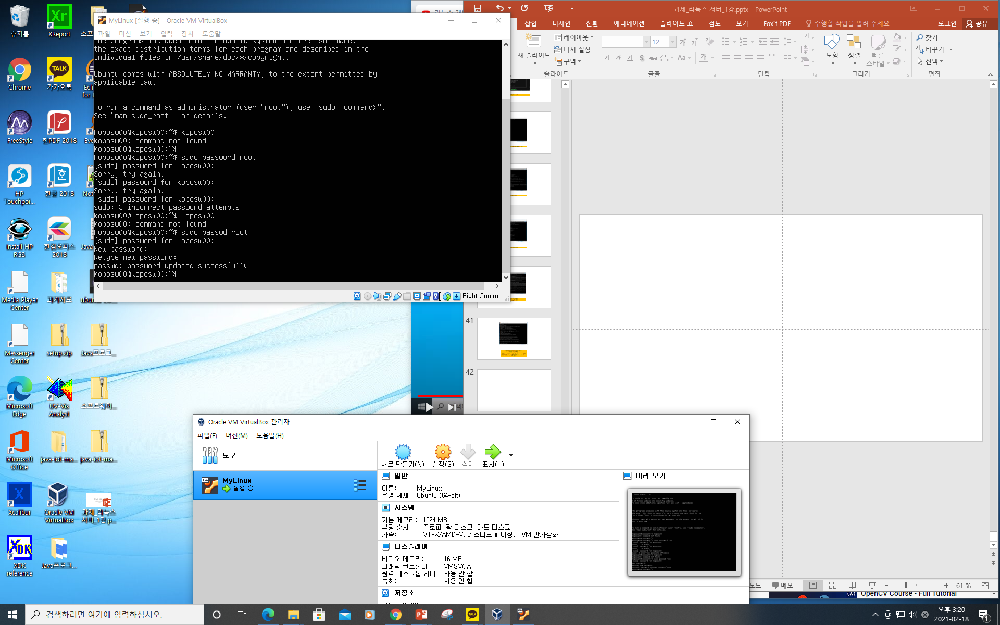 휴지통
XReport
Chrome
카카오톡
FreeStyle
한PDF 2018
HP Touchpoi...
한글 2018
Install HP RGS
한컴오피스 2018
Media Player Center
과거자료
Messenger Center
setup.zip
Java프로그...
Microsoft Edge
UV-Vis Analyst
소프트웨어...
Microsoft Office
java-iot-ma...
java-iot-ma...
Xcalibur
Oracle VM VirtualBox
과제_리눅스 서버_1강.p...
XDK reference
Java프로그...
MyLinux [실행 중] - Oracle VM VirtualBox
파일 머신 보기 입력 장치 도움말
The programs included with the Ubuntu system are free software;
the exact distribution terms for each program are described in the
individual files in /usr/share/doc/*/copyright.
Ubuntu comes with ABSOLUTELY NO WARRANTY, to the extent permitted by
applicable law.
To run a command as administrator (user "root"), use "sudo <command>".
See "man sudo_root" for details.
koposw00@koposw00:~$ koposw00
koposw00: command not found
koposw00@koposw00:~$
koposw00@koposw00:~$ sudo password root
[sudo] password for koposw00:
Sorry, try again.
[sudo] password for koposw00:
Sorry, try again.
[sudo] password for koposw00:
sudo: 3 incorrect password attempts
koposw00@koposw00:~$ koposw00
koposw00: command not found
koposw00@koposw00:~$ sudo passwd root
[sudo] password for koposw00:
New password:
Retype new password:
passwd: password updated successfully
koposw00@koposw00:~$
Right Control
과제_리눅스 서버_1강.pptx - PowerPoint
삽입 디자인 전환 애니메이션 슬라이드 쇼 검토 보기 Foxit PDF 수행할 작업을 알려 주세요. 로그인 공유
새 슬라이드 레이아웃 다시 설정 구역
12
가 가 가 S 가나 Aa 가
도형 정렬 빠른 스타일
찾기
바꾸기
선택
슬라이드 글꼴 단락 그리기 편집
41
42
메모 61 %
OpenCV Course - Full Tutorial
Oracle VM VirtualBox 관리자
파일(F) 머신(M) 도움말(H)
도구
새로 만들기(N) 설정(S) 삭제 표시(H)
64 MyLinux
실행 중
일반
이름: MyLinux
운영 체제: Ubuntu (64-bit)
시스템
기본 메모리: 1024 MB
부팅 순서: 플로피, 광 디스크, 하드 디스크
가속: VT-X/AMD-V, 네스티드 페이징, KVM 반가상화
디스플레이
비디오 메모리: 16 MB
그래픽 컨트롤러: VMSVGA
원격 데스크톱 서버: 사용 안 함
녹화: 사용 안 함
저장소
미리 보기
검색하려면 여기에 입력하십시오.
오후 3:20
2021-02-18
1